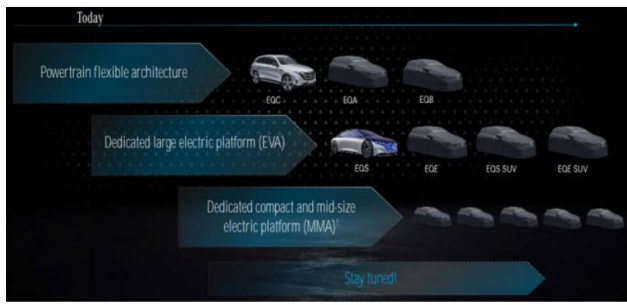 Today
Powertrain flexible architecture
EQC
EQA
EQB
Dedicated large electric platform (EVA)
EQS
EQE
EQS SUV
EQE SUV
Dedicated compact and mid-size
electric platform (MMA)¹
Stay tuned!